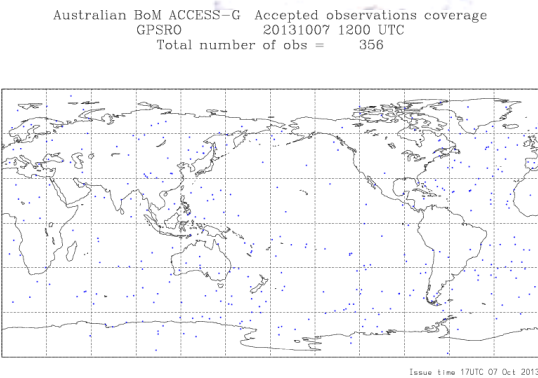 Australian BoM ACCESS-G Accepted observations coverage
GPSRO 20131007 1200 UTC
Total number of obs = 356
Issue time 17UTC 07 Oct 2013